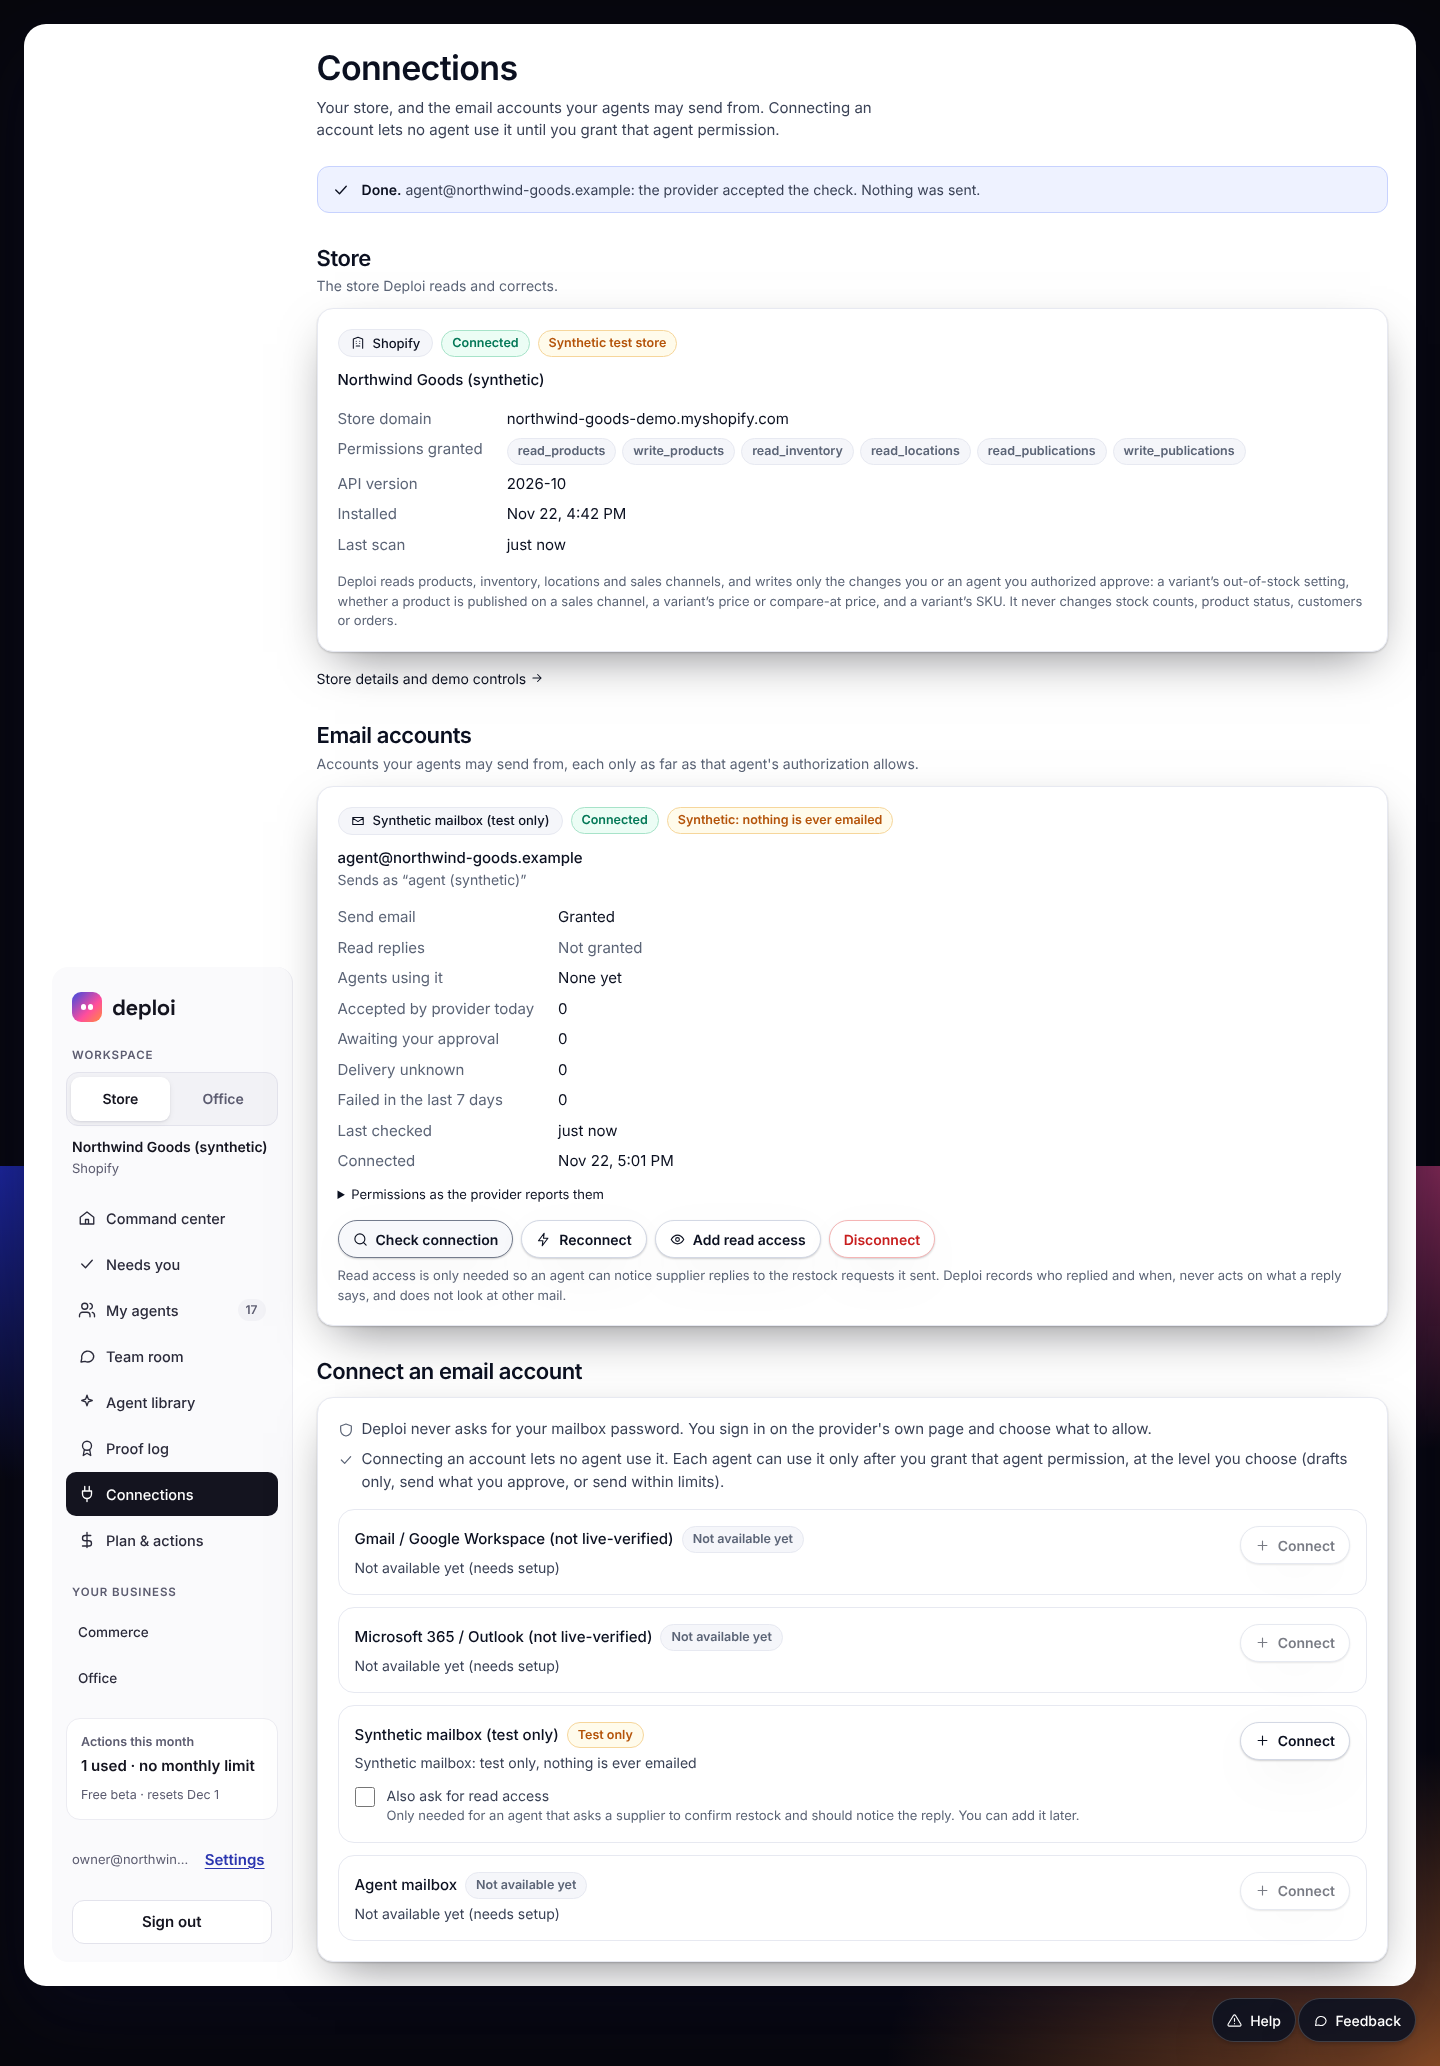 Connections
Your store, and the email accounts your agents may send from. Connecting an
account lets no agent use it until you grant that agent permission.
Done. agent@northwind-goods.example: the provider accepted the check. Nothing was sent.
Store
The store Deploi reads and corrects.
Shopify Connected Synthetic test store
Northwind Goods (synthetic)
Store domain northwind-goods-demo.myshopify.com
Permissions granted read_products write_products read_inventory read_locations read_publications write_publications
API version 2026-10
Installed Nov 22, 4:42 PM
Last scan just now
Deploi reads products, inventory, locations and sales channels, and writes only the changes you or an agent you authorized approve: a variant’s out-of-stock setting,
whether a product is published on a sales channel, a variant’s price or compare-at price, and a variant’s SKU. It never changes stock counts, product status, customers
or orders.
Store details and demo controls →
Email accounts
Accounts your agents may send from, each only as far as that agent's authorization allows.
Synthetic mailbox (test only) Connected Synthetic: nothing is ever emailed
agent@northwind-goods.example
Sends as “agent (synthetic)”
Send email Granted
Read replies Not granted
Agents using it None yet
Accepted by provider today 0
Awaiting your approval 0
Delivery unknown 0
Failed in the last 7 days 0
Last checked just now
Connected Nov 22, 5:01 PM
Permissions as the provider reports them
Check connection Reconnect Add read access Disconnect
Read access is only needed so an agent can notice supplier replies to the restock requests it sent. Deploi records who replied and when, never acts on what a reply
says, and does not look at other mail.
Connect an email account
Deploi never asks for your mailbox password. You sign in on the provider's own page and choose what to allow.
Connecting an account lets no agent use it. Each agent can use it only after you grant that agent permission, at the level you choose (drafts
only, send what you approve, or send within limits).
Gmail / Google Workspace (not live-verified) Not available yet
Not available yet (needs setup)
Connect
Microsoft 365 / Outlook (not live-verified) Not available yet
Not available yet (needs setup)
Connect
Synthetic mailbox (test only) Test only
Synthetic mailbox: test only, nothing is ever emailed
Connect
Also ask for read access
Only needed for an agent that asks a supplier to confirm restock and should notice the reply. You can add it later.
Agent mailbox Not available yet
Not available yet (needs setup)
Connect
deploi
WORKSPACE
Store Office
Northwind Goods (synthetic)
Shopify
Command center
Needs you
My agents 17
Team room
Agent library
Proof log
Connections
Plan & actions
YOUR BUSINESS
Commerce
Office
Actions this month
1 used · no monthly limit
Free beta · resets Dec 1
owner@northwin... Settings
Sign out
Help Feedback